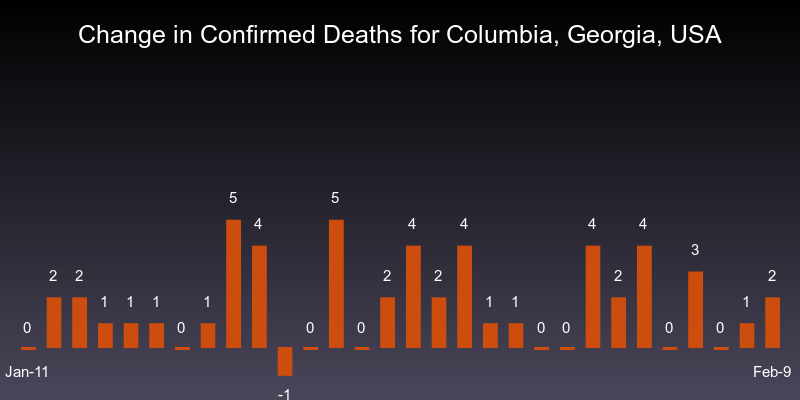 Change in Confirmed Deaths for Columbia, Georgia, USA
0 2 2 1 1 1 0 1 5 4 -1 0 5 0 2 4 2 4 1 1 0 0 4 2 4 0 3 0 1 2
Jan-11 Feb-9